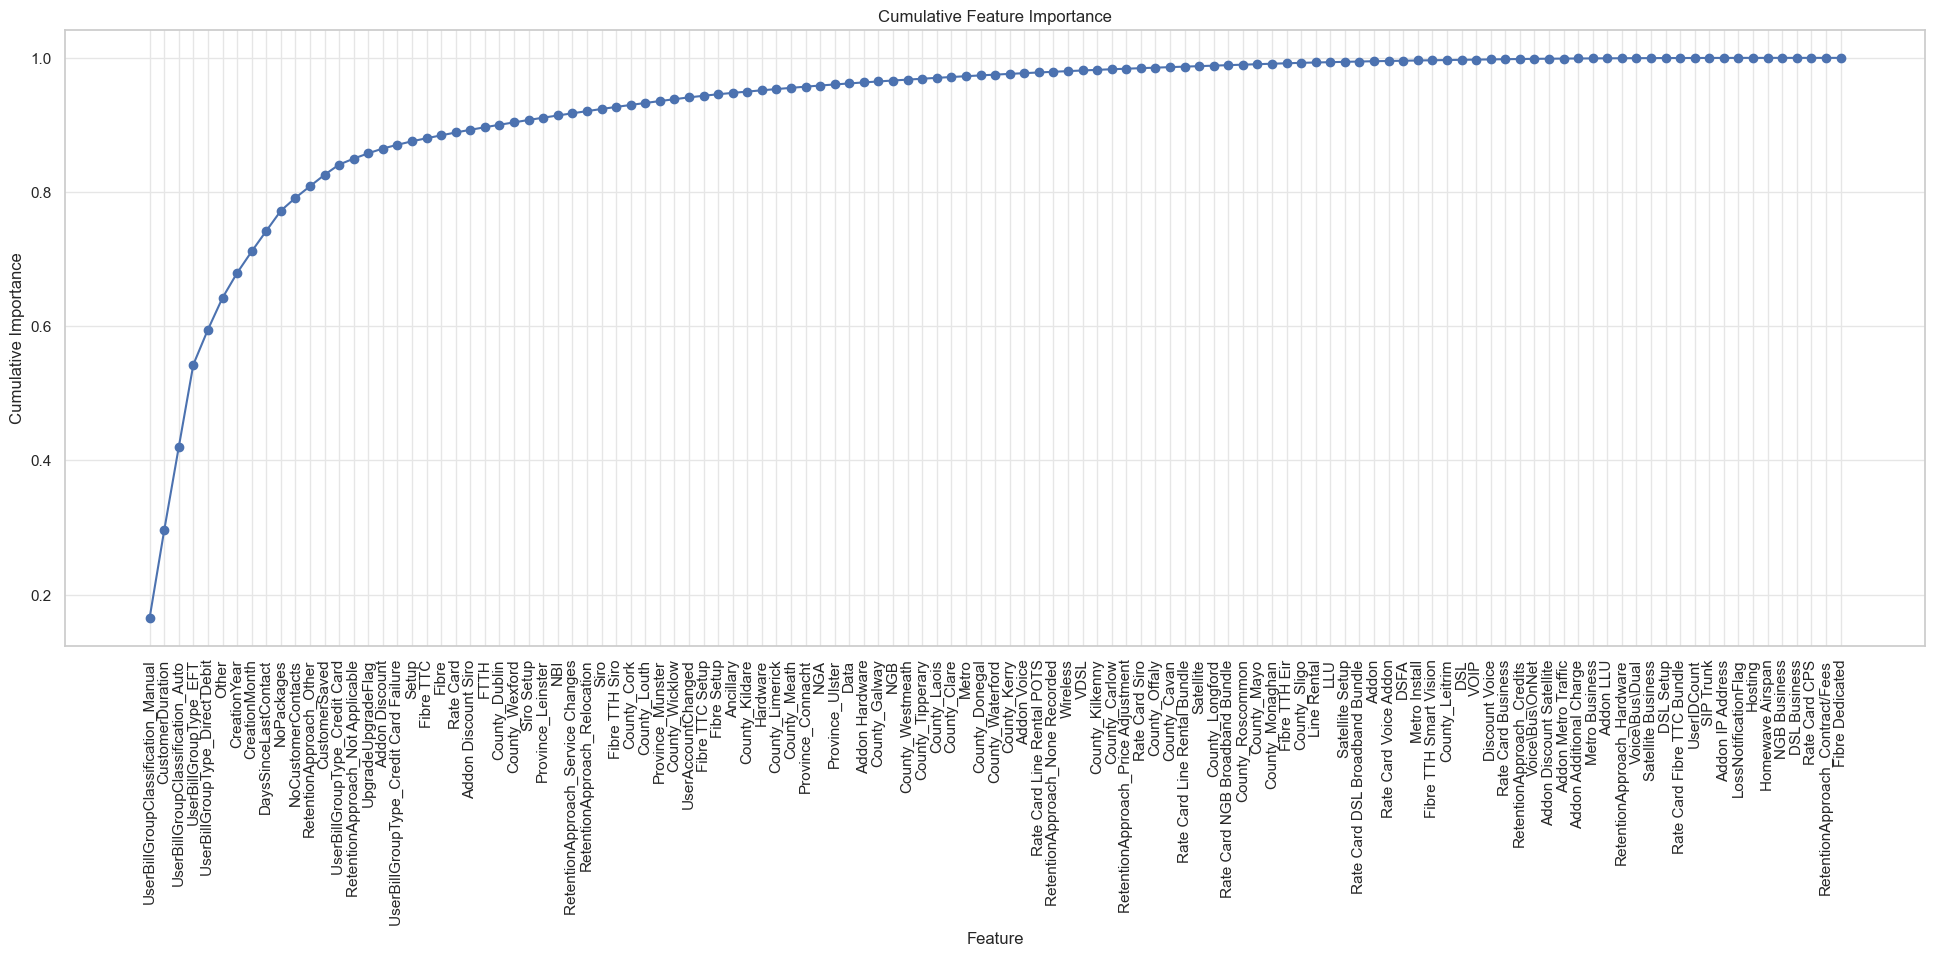 Cumulative Feature Importance
Cumulative Importance
1.0
0.8
0.6
0.4
0.2
UserBillGroupClassification_Manual
CustomerDuration
UserBillGroupClassification_Auto
UserBillGroupType_EFT
UserBillGroupType_DirectDebit
Other
CreationYear
CreationMonth
DaysSinceLastContact
NoPackages
NoCustomerContacts
RetentionApproach_Other
CustomerSaved
UserBillGroupType_Credit Card
RetentionApproach_Not Applicable
UpgradeUpgradeFlag
Addon Discount
UserBillGroupType_Credit Card Failure
Setup
Fibre TTC
Fibre
Rate Card
Addon Discount Siro
FTTH
County_Dublin
County_Wexford
Siro Setup
Province_Leinster
NBI
RetentionApproach_Service Changes
RetentionApproach_Relocation
Siro
Fibre TTH Siro
County_Cork
County_Louth
Province_Munster
County_Wicklow
UserAccountChanged
Fibre TTC Setup
Fibre Setup
Ancillary
County_Kildare
Hardware
County_Limerick
County_Meath
Province_Connacht
NGA
Province_Ulster
Data
Addon Hardware
County_Galway
NGB
County_Westmeath
County_Tipperary
County_Laois
County_Clare
Metro
County_Donegal
County_Waterford
County_Kerry
Addon Voice
Rate Card Line Rental POTS
RetentionApproach_None Recorded
Wireless
VDSL
County_Kilkenny
County_Carlow
RetentionApproach_Price Adjustment
Rate Card Siro
County_Offaly
County_Cavan
Rate Card Line Rental Bundle
Satellite
County_Longford
Rate Card NGB Broadband Bundle
County_Roscommon
County_Mayo
County_Monaghan
Fibre TTH Eir
County_Sligo
Line Rental
LLU
Satellite Setup
Rate Card DSL Broadband Bundle
Addon
Rate Card Voice Addon
DSFA
Metro Install
Fibre TTH Smart Vision
County_Leitrim
DSL
VOIP
Discount Voice
Rate Card Business
RetentionApproach_Credits
Voice\Bus\OnNet
Addon Discount Satellite
Addon Metro Traffic
Addon Additional Charge
Metro Business
Addon LLU
RetentionApproach_Hardware
Voice\Bus\Dual
Satellite Business
DSL Setup
Rate Card Fibre TTC Bundle
UserIDCount
SIP Trunk
Addon IP Address
LossNotificationFlag
Hosting
Homewave Airspan
NGB Business
DSL Business
Rate Card CPS
RetentionApproach_Contract/Fees
Fibre Dedicated
Feature